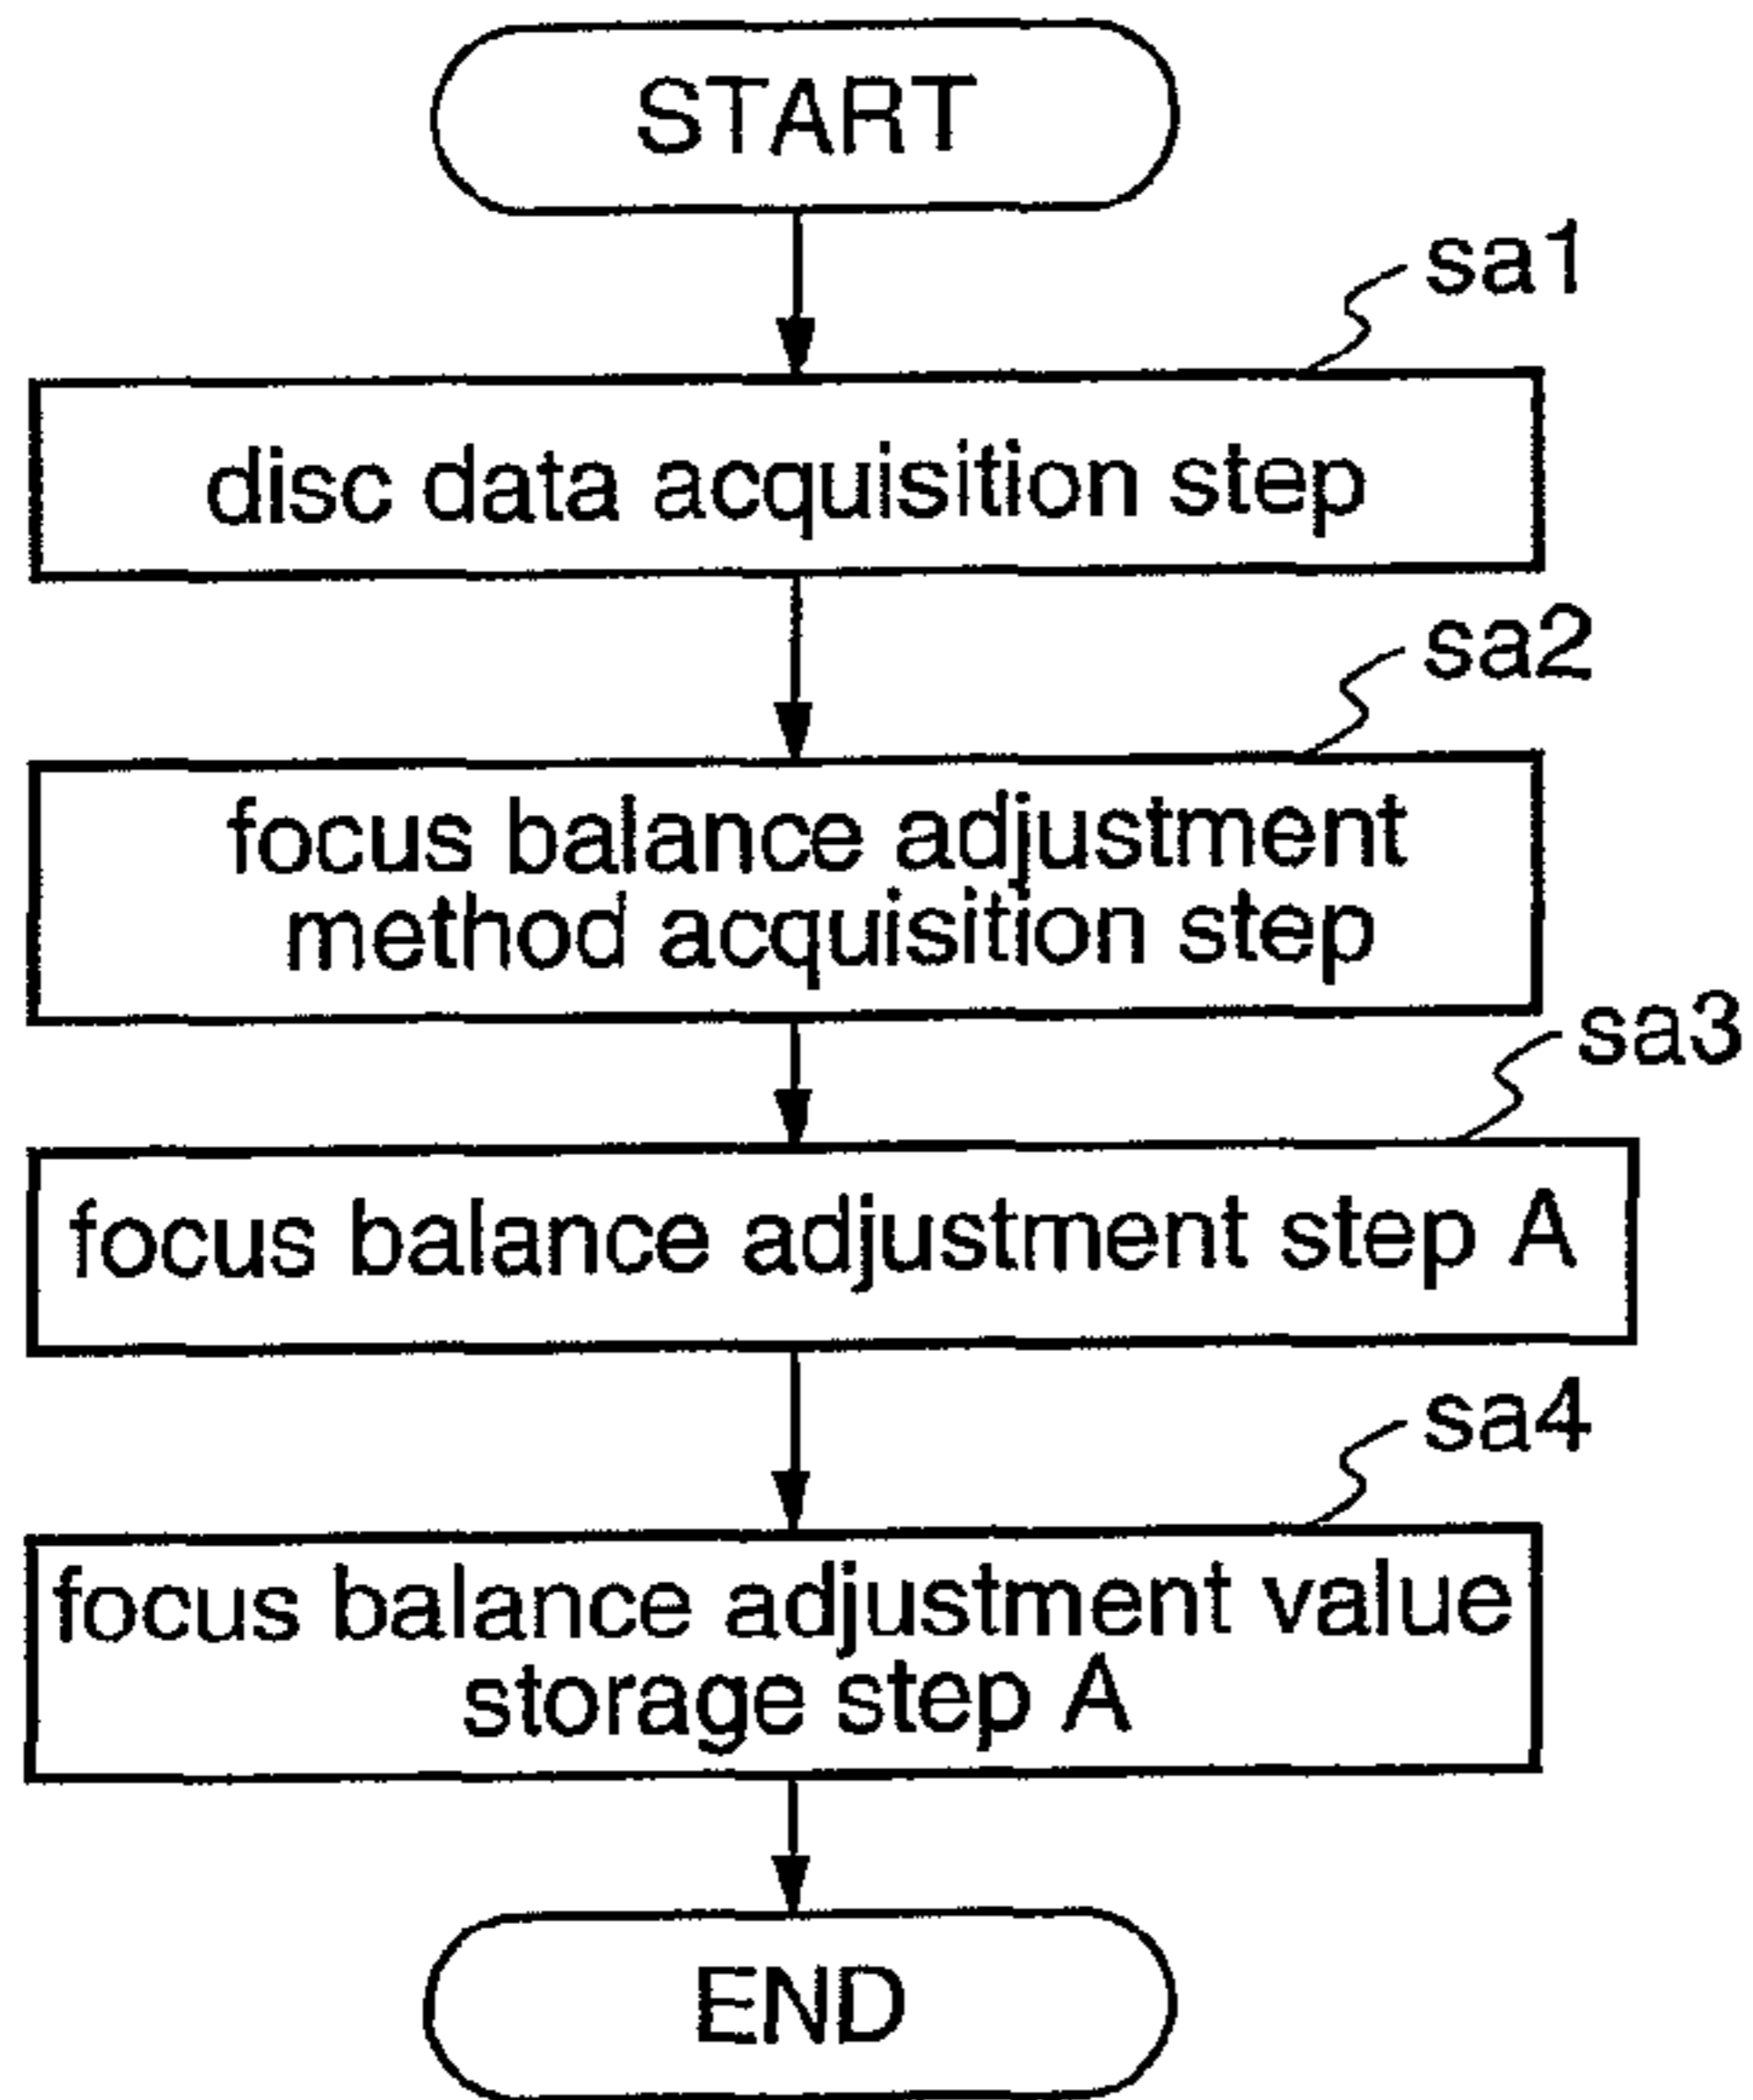 START
sa1
disc data acquisition step
sa2
focus balance adjustment
method acquisition step
sa3
focus balance adjustment step A
sa4
focus balance adjustment value
storage step A
END